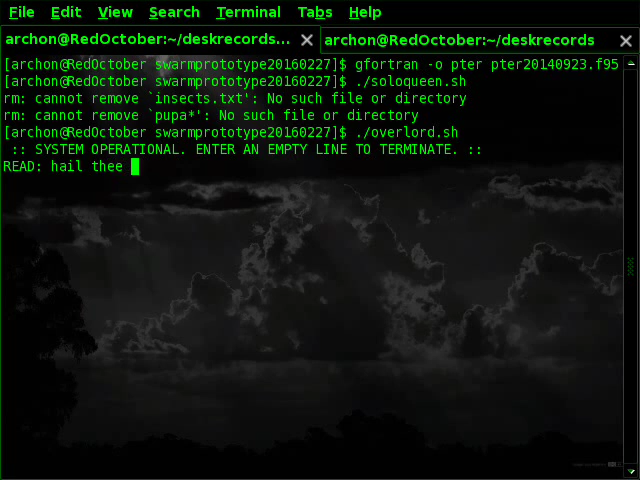 File Edit View Search Terminal Tabs Help
archon@RedOctober:~/deskrecords... archon@RedOctober:~/deskrecords
[archon@RedOctober swarmprototype20160227]$ gfortran -o pter pter20140923.f95
[archon@RedOctober swarmprototype20160227]$ ./soloqueen.sh
rm: cannot remove `insects.txt': No such file or directory
rm: cannot remove `pupa*': No such file or directory
[archon@RedOctober swarmprototype20160227]$ ./overlord.sh
:: SYSTEM OPERATIONAL. ENTER AN EMPTY LINE TO TERMINATE. ::
READ: hail thee